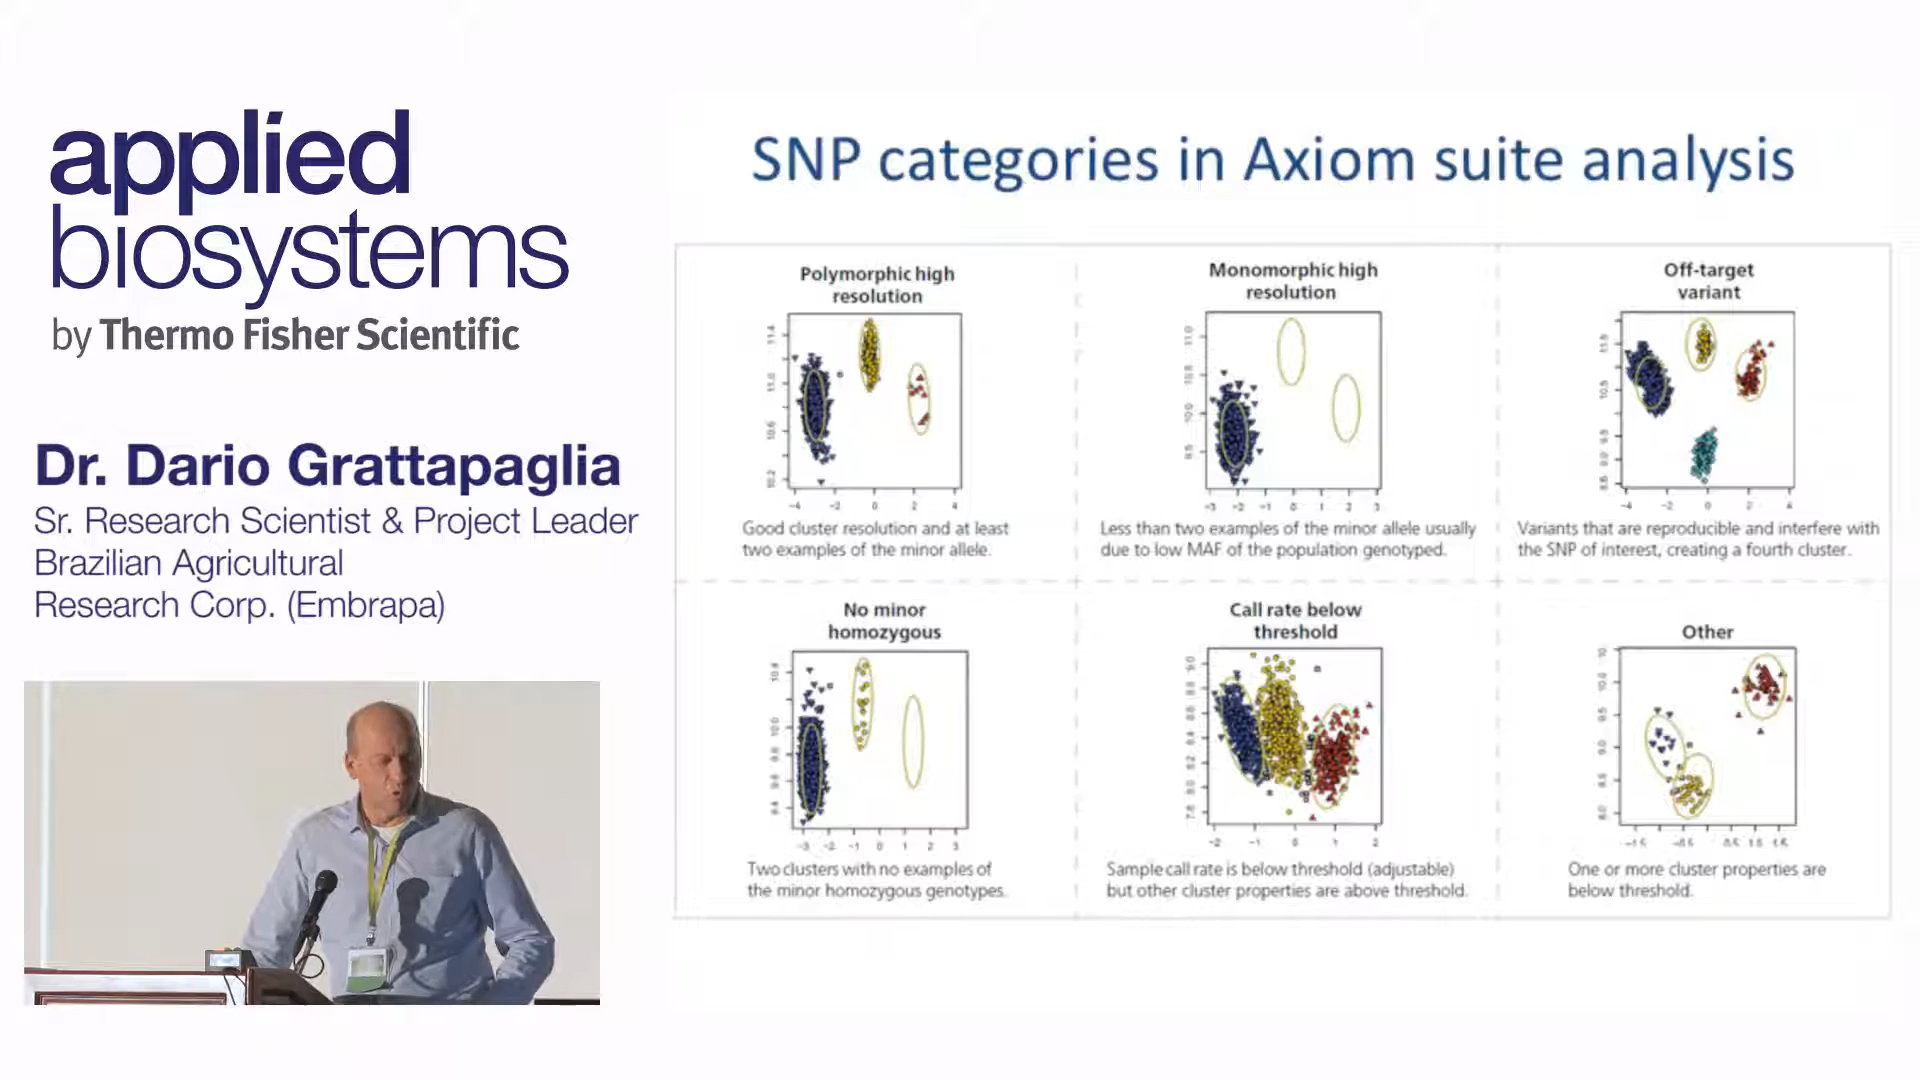 applied
biosystems
by Thermo Fisher Scientific
Dr. Dario Grattapaglia
Sr. Research Scientist & Project Leader
Brazilian Agricultural
Research Corp. (Embrapa)
SNP categories in Axiom suite analysis
Polymorphic high
resolution
Good cluster resolution and at least
two examples of the minor allele.
Monomorphic high
resolution
Less than two examples of the minor allele usually
due to low MAF of the population genotyped.
Off-target
variant
Variants that are reproducible and interfere with
the SNP of interest, creating a fourth cluster.
No minor
homozygous
Two clusters with no examples of
the minor homozygous genotypes.
Call rate below
threshold
Sample call rate is below threshold (adjustable)
but other cluster properties are above threshold.
Other
One or more cluster properties are
below threshold.